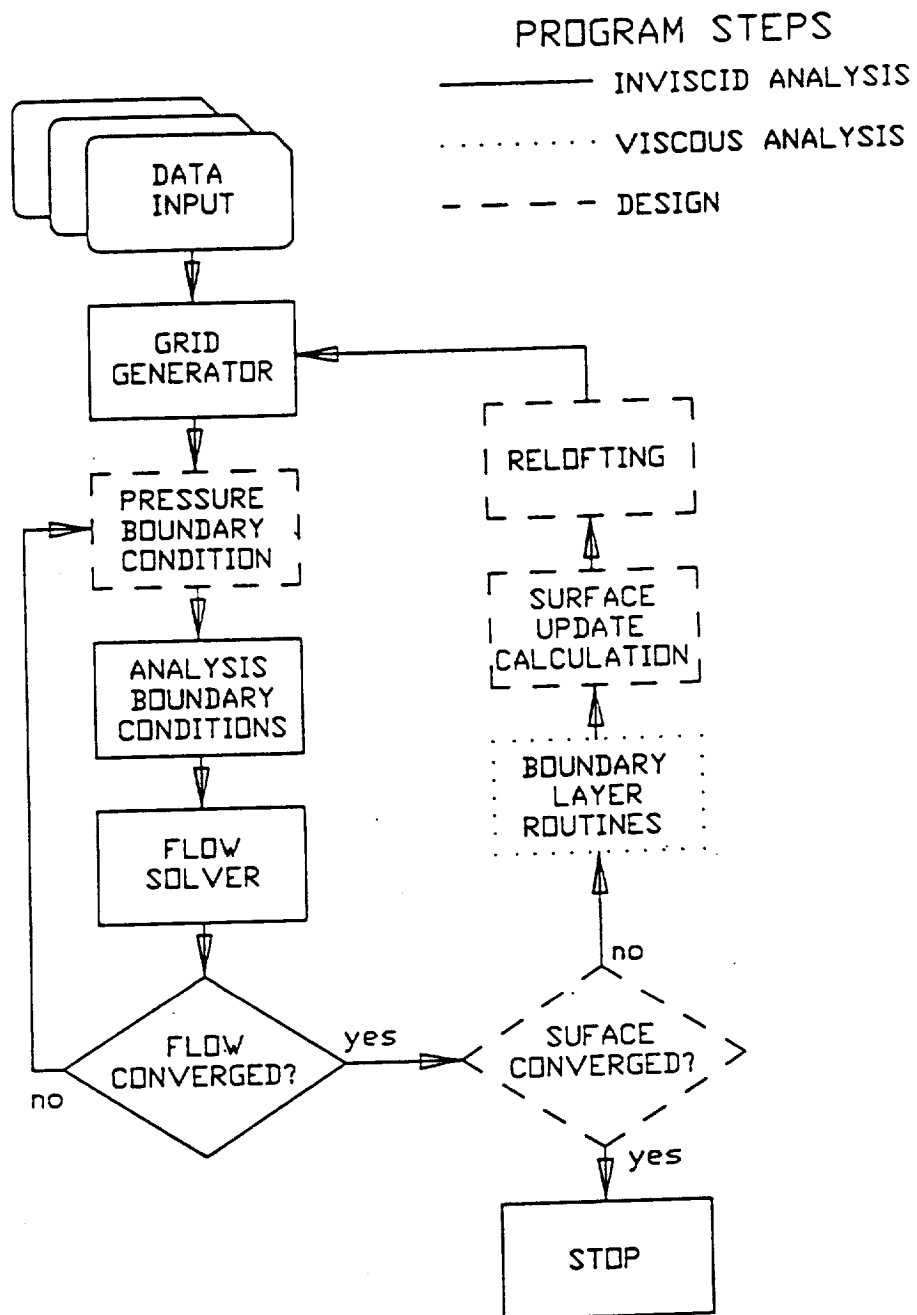 PROGRAM STEPS
INVISCID ANALYSIS
VISCOUS ANALYSIS
DESIGN
DATA
INPUT
GRID
GENERATOR
PRESSURE
BOUNDARY
CONDITION
ANALYSIS
BOUNDARY
CONDITIONS
FLOW
SOLVER
FLOW
CONVERGED?
no
yes
SUFACE
CONVERGED?
no
yes
BOUNDARY
LAYER
ROUTINES
SURFACE
UPDATE
CALCULATION
RELOFTING
STOP